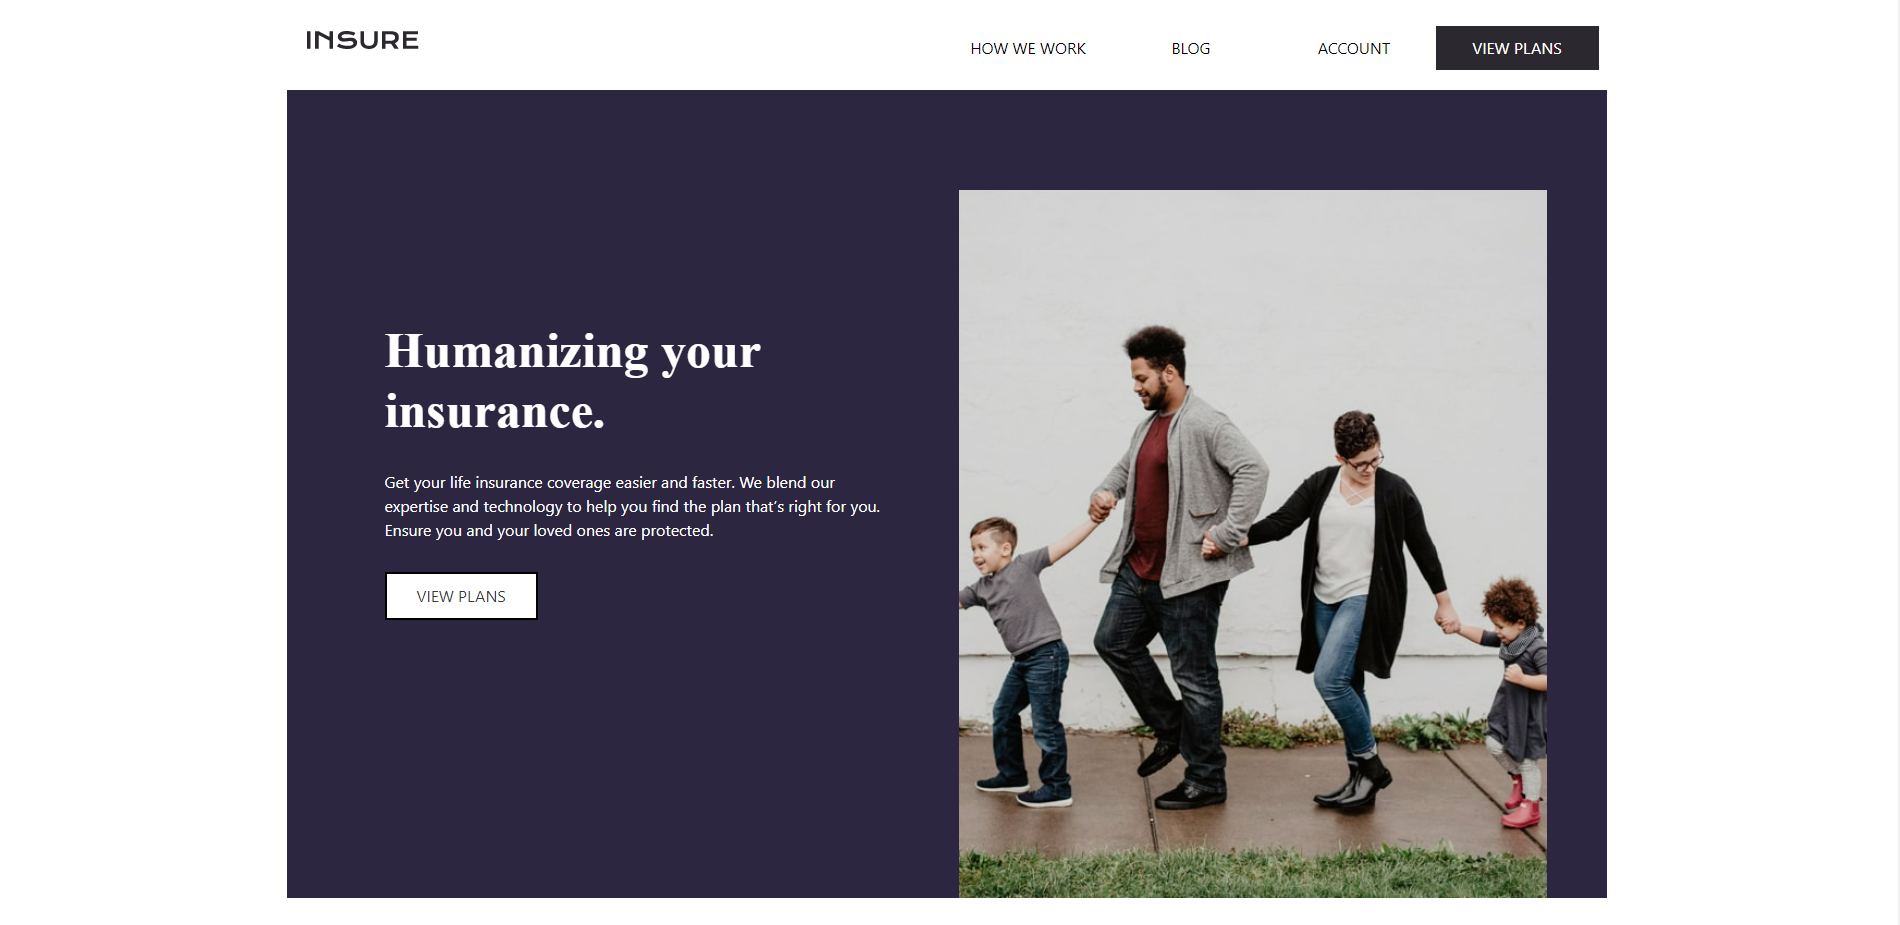 INSURE
HOW WE WORK
BLOG
ACCOUNT
VIEW PLANS
Humanizing your
insurance.
Get your life insurance coverage easier and faster. We blend our
expertise and technology to help you find the plan that’s right for you.
Ensure you and your loved ones are protected.
VIEW PLANS